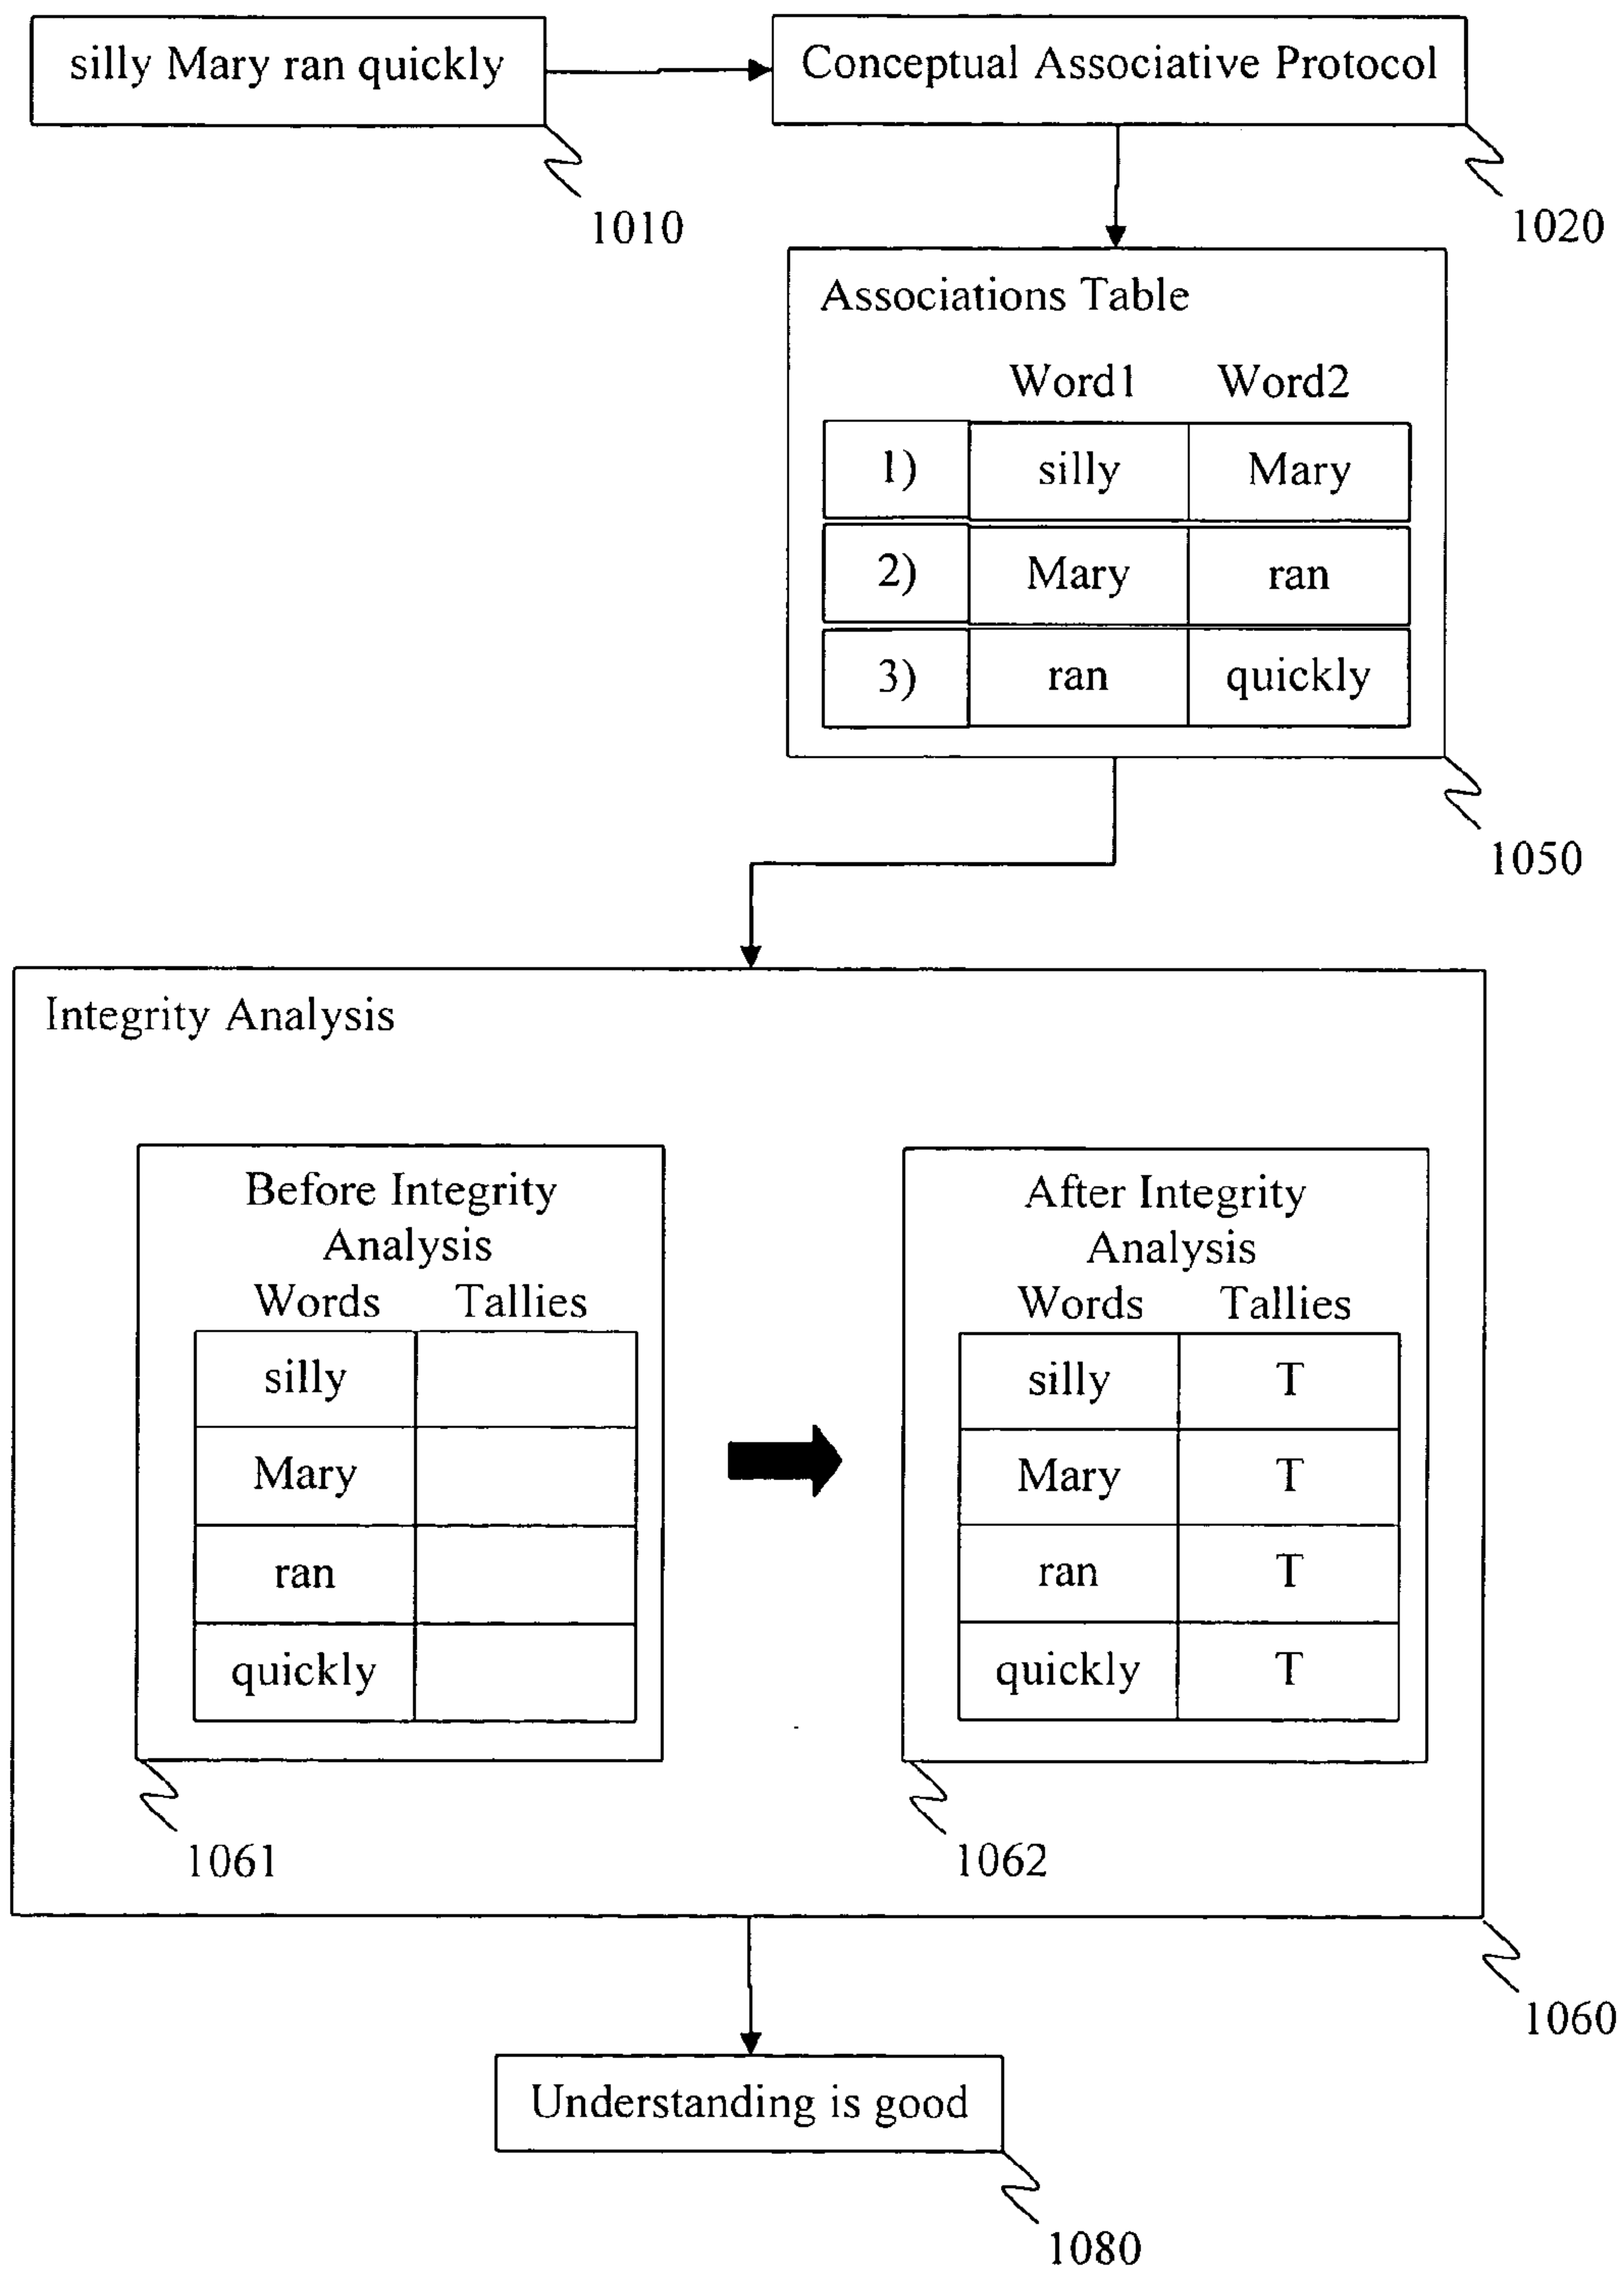 silly Mary ran quickly
Conceptual Associative Protocol
1010
1020
Associations Table
Word1 Word2
1) silly Mary
2) Mary ran
3) ran quickly
1050
Integrity Analysis
Before Integrity
Analysis
Words Tallies
silly
Mary
ran
quickly
1061
After Integrity
Analysis
Words Tallies
silly T
Mary T
ran T
quickly T
1062
1060
Understanding is good
1080